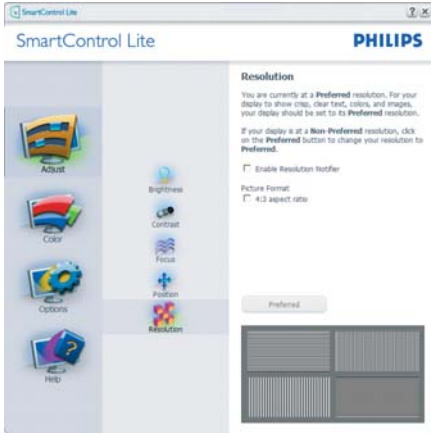 SmartControl Lite
? x
SmartControl Lite
PHILIPS
Adjust
Color
Options
Help
Brightness
Contrast
Focus
Position
Resolution
Resolution
You are currently at a Preferred resolution. For your
display to show crisp, clear text, colors, and images,
your display should be set to its Preferred resolution.
If your display is at a Non-Preferred resolution, click
on the Preferred button to change your resolution to
Preferred.
Enable Resolution Notifier
Picture Format
4:3 aspect ratio
Preferred